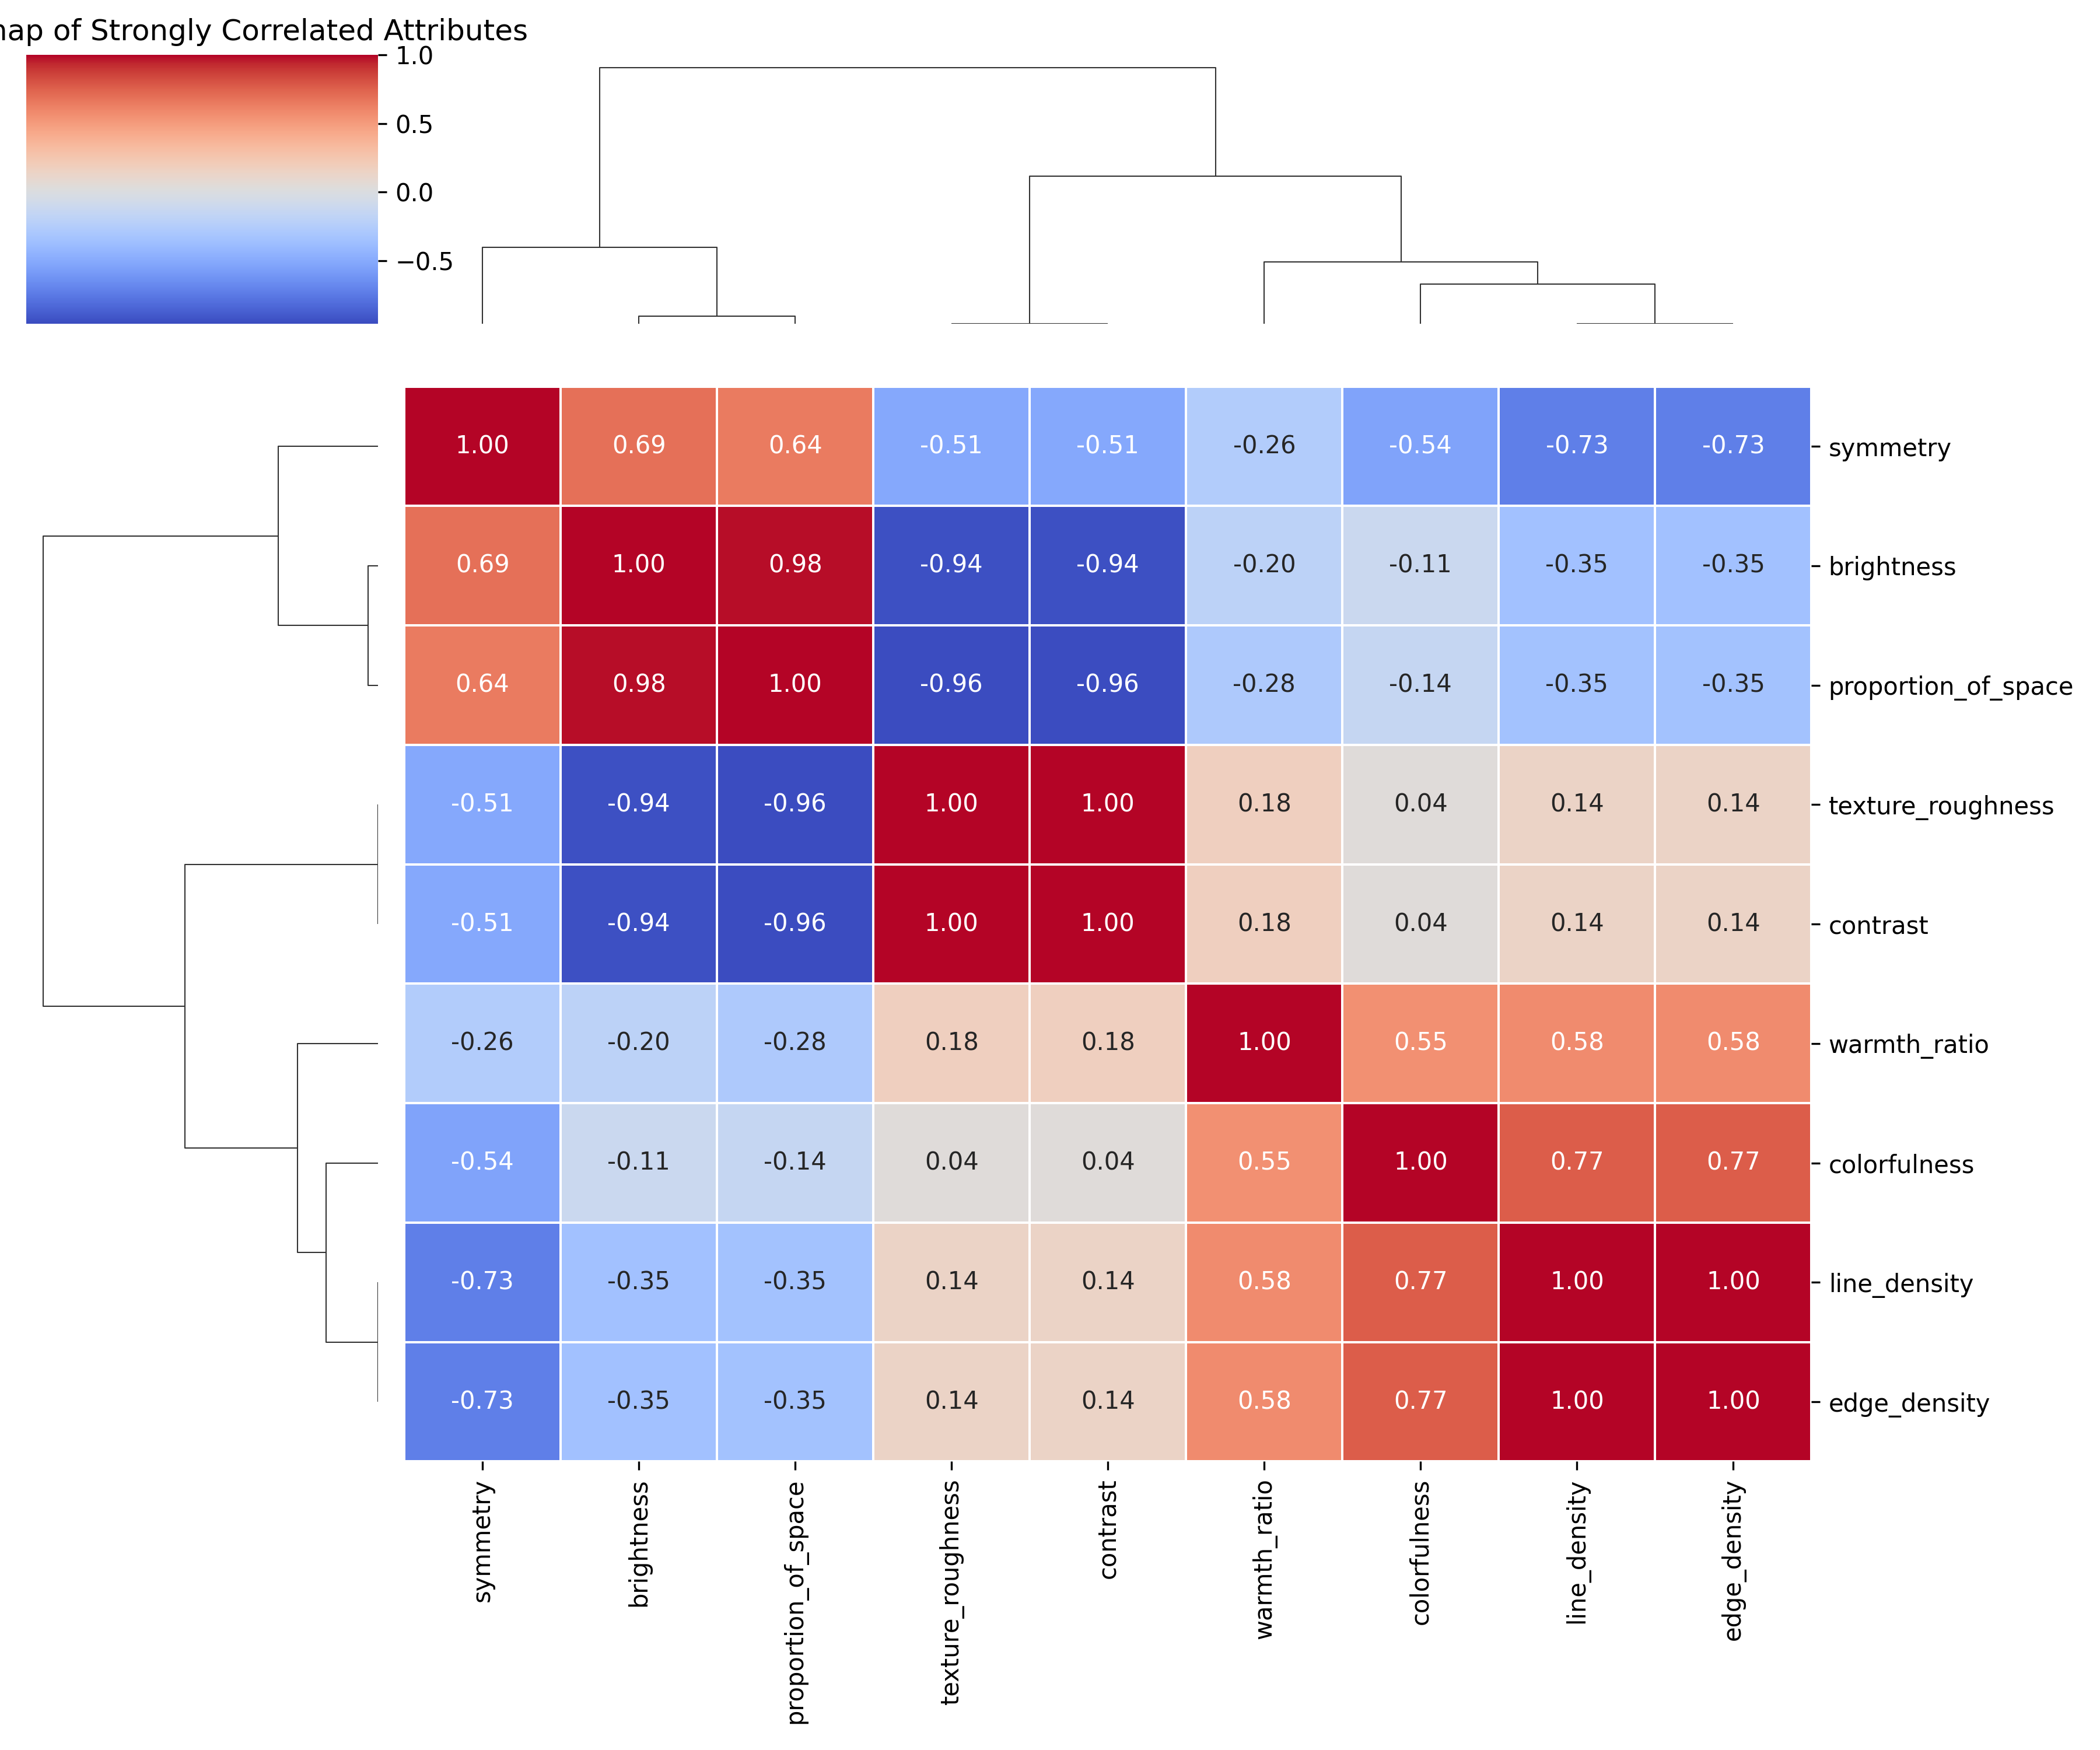 ap of Strongly Correlated Attributes
1.0
0.5
0.0
−0.5
1.00 0.69 0.64 -0.51 -0.51 -0.26 -0.54 -0.73 -0.73 symmetry
0.69 1.00 0.98 -0.94 -0.94 -0.20 -0.11 -0.35 -0.35 brightness
0.64 0.98 1.00 -0.96 -0.96 -0.28 -0.14 -0.35 -0.35 proportion_of_space
-0.51 -0.94 -0.96 1.00 1.00 0.18 0.04 0.14 0.14 texture_roughness
-0.51 -0.94 -0.96 1.00 1.00 0.18 0.04 0.14 0.14 contrast
-0.26 -0.20 -0.28 0.18 0.18 1.00 0.55 0.58 0.58 warmth_ratio
-0.54 -0.11 -0.14 0.04 0.04 0.55 1.00 0.77 0.77 colorfulness
-0.73 -0.35 -0.35 0.14 0.14 0.58 0.77 1.00 1.00 line_density
-0.73 -0.35 -0.35 0.14 0.14 0.58 0.77 1.00 1.00 edge_density
symmetry
brightness
proportion_of_space
texture_roughness
contrast
warmth_ratio
colorfulness
line_density
edge_density